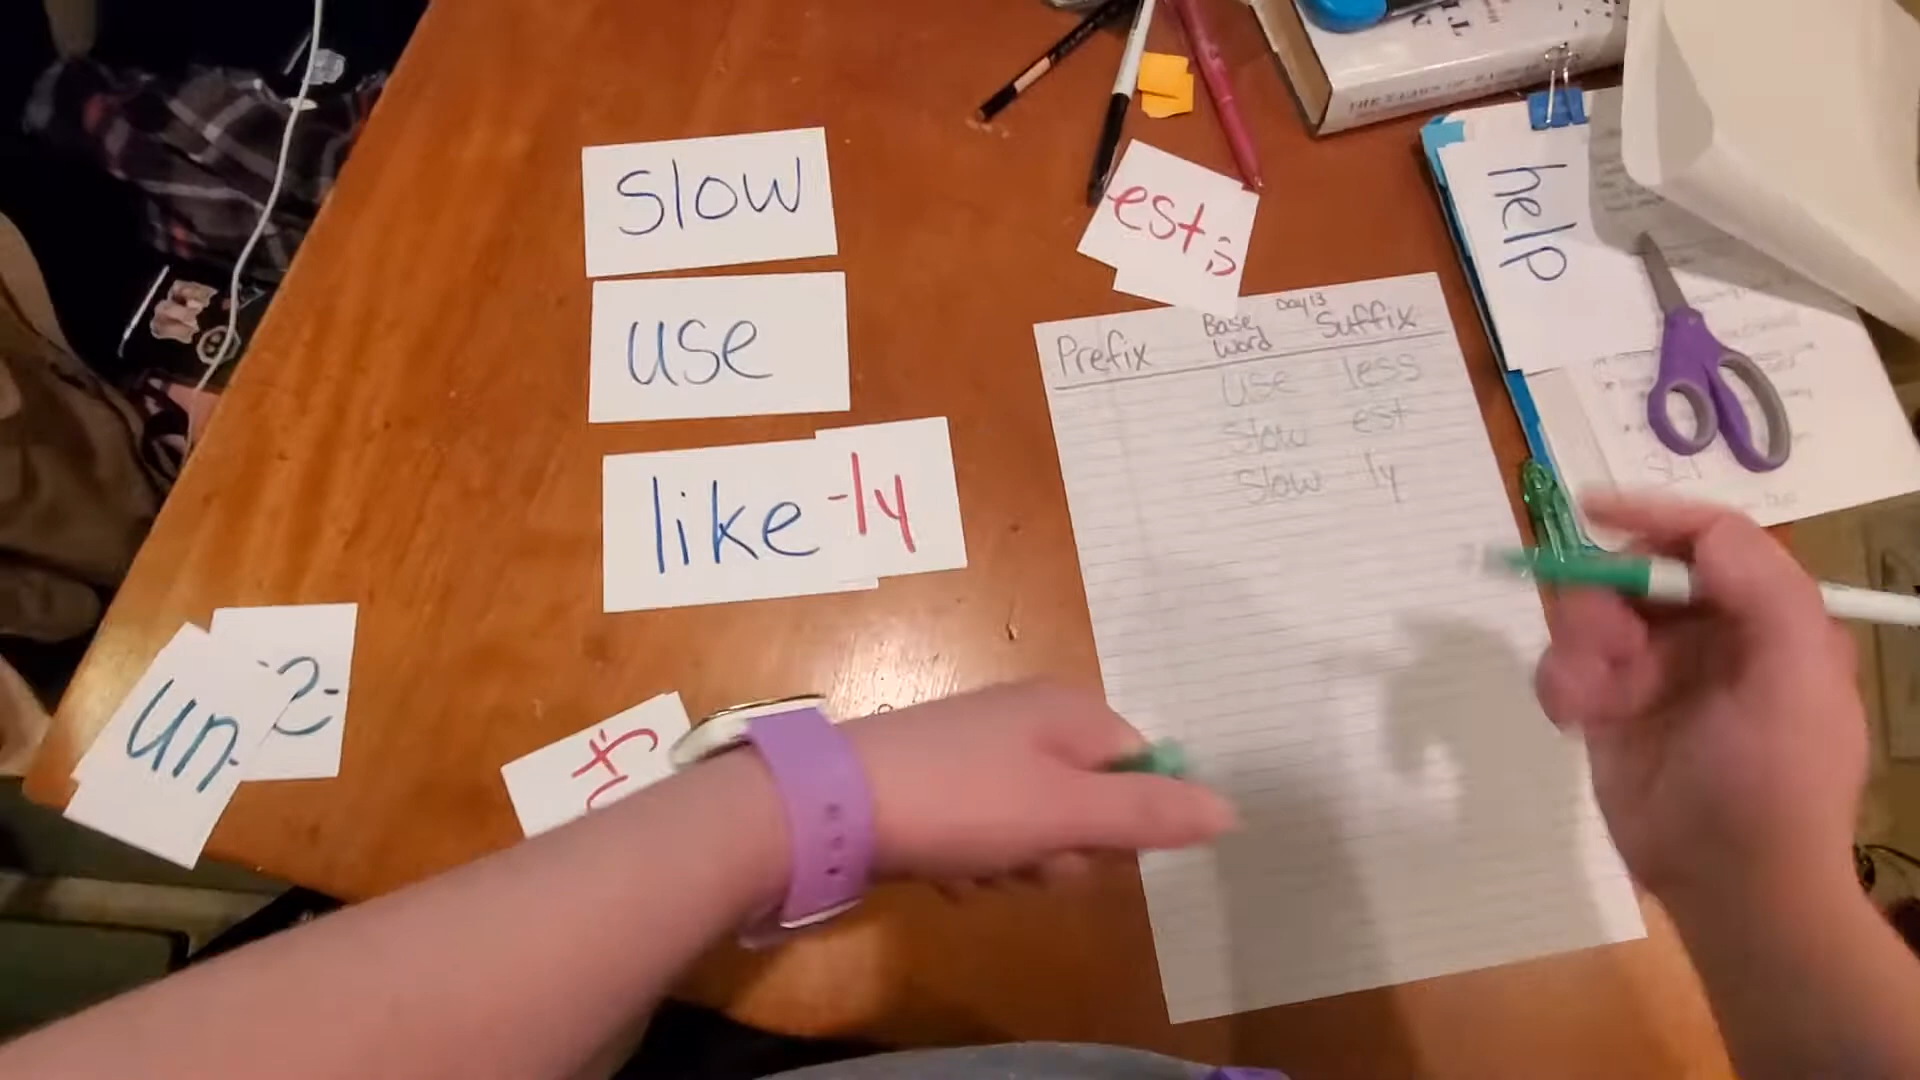 slow
use
like -ly
est
help
un-
Day 13
Prefix Base Word Suffix
use less
slow est
slow ly